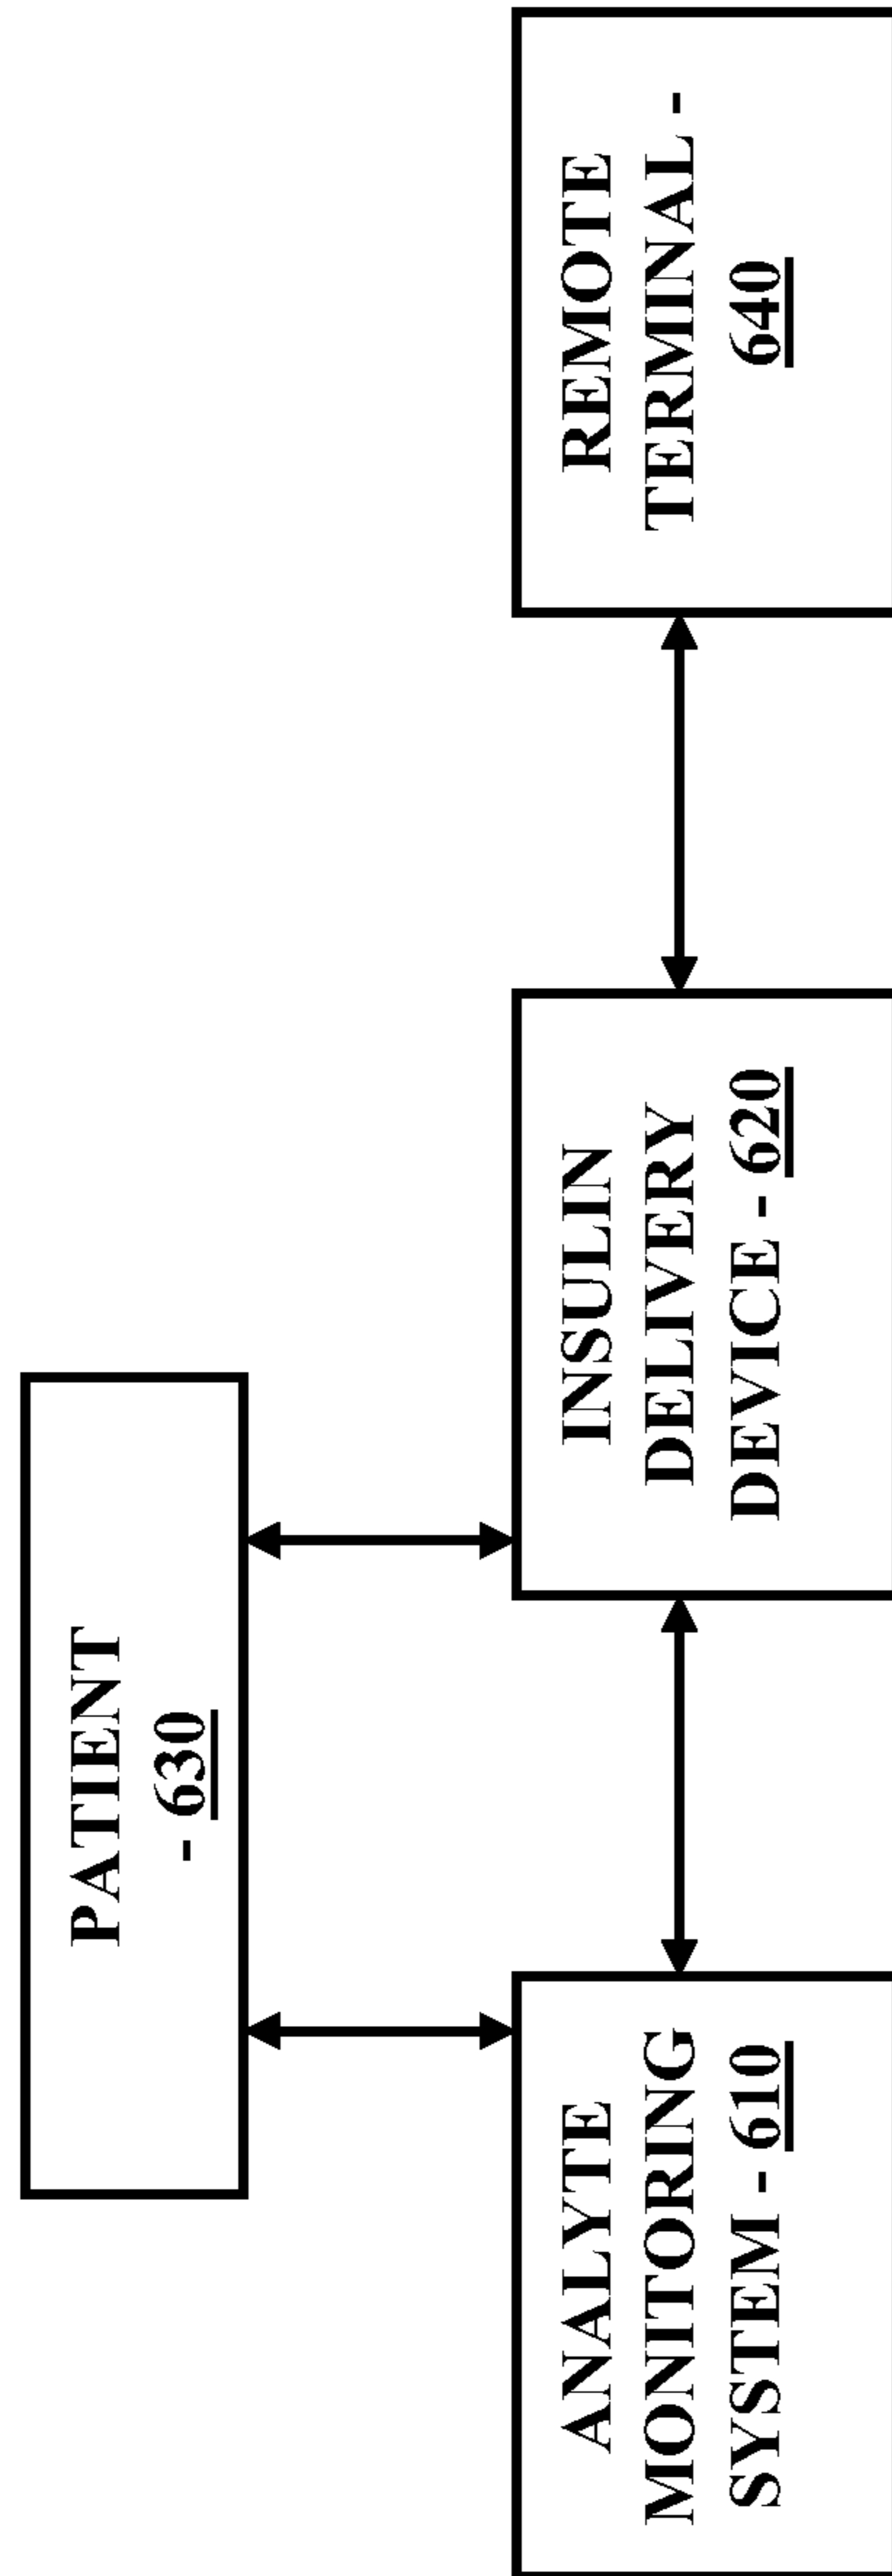 PATIENT
- 630
ANALYTE
MONITORING
SYSTEM - 610
INSULIN
DELIVERY
DEVICE - 620
REMOTE
TERMINAL -
640